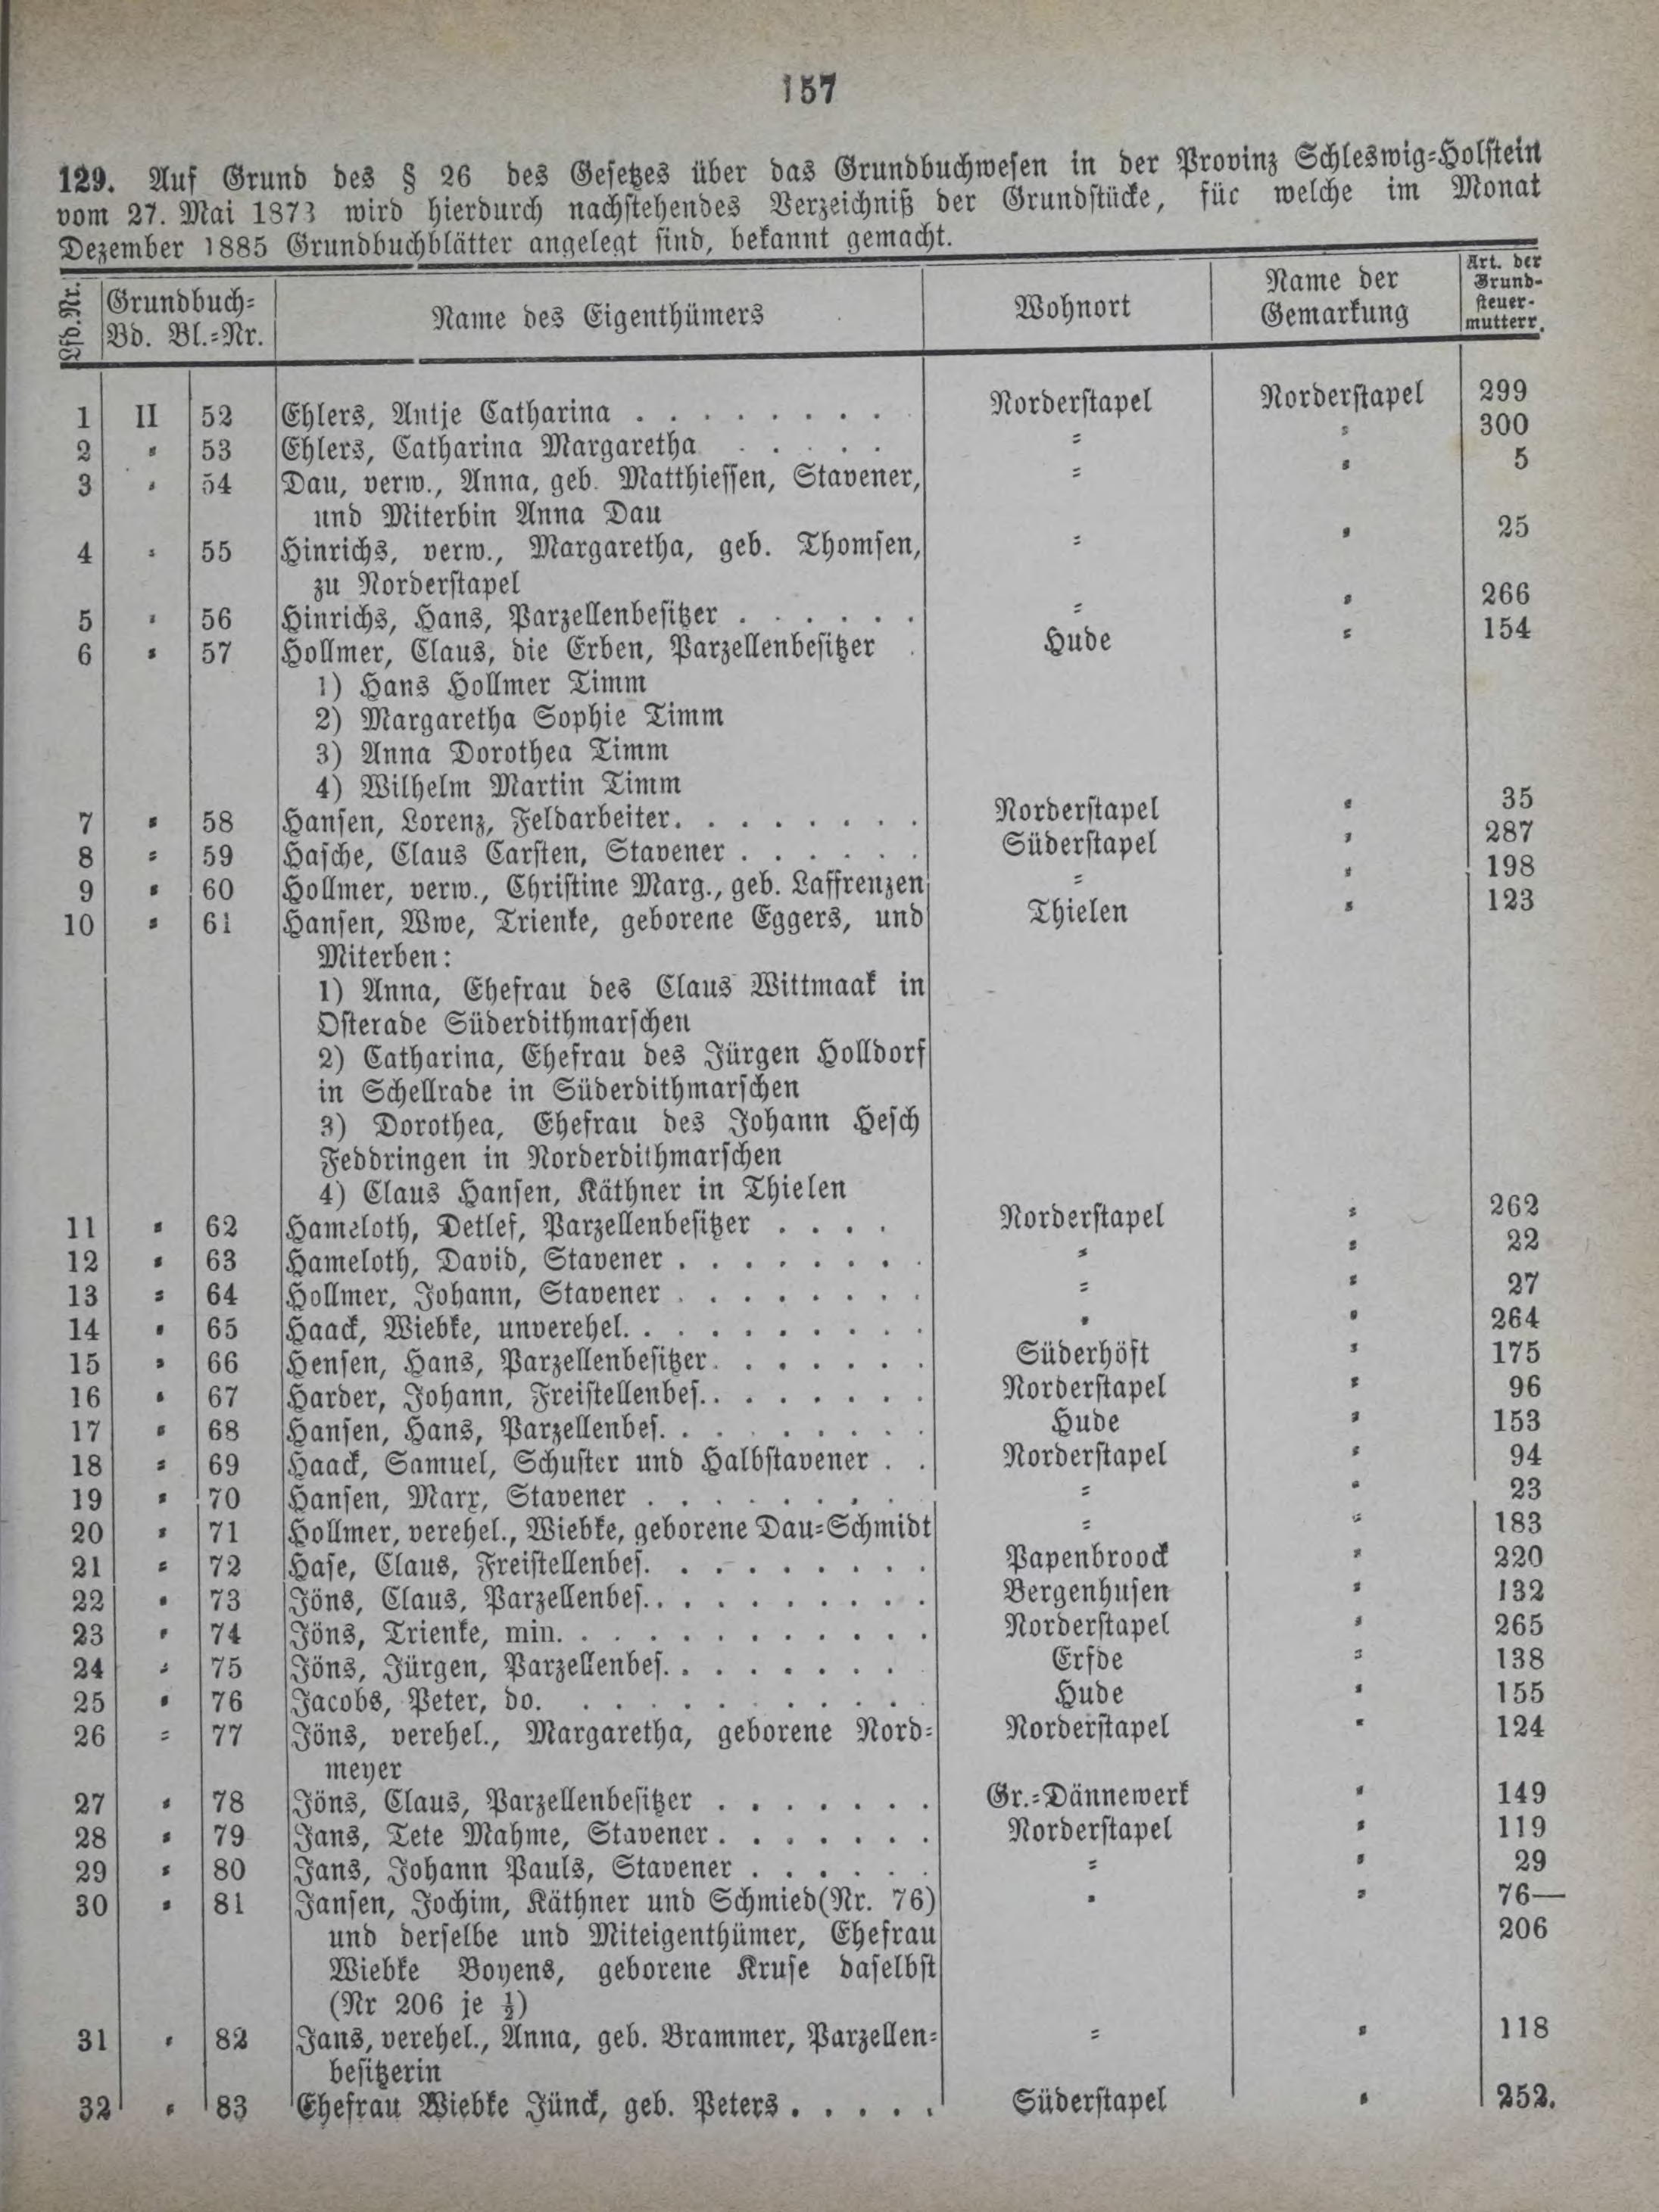 157
129. Auf Grund des § 26 des Gesetzes über das Grundbuchwesen in der Provinz Schleswig=Holstein
vom 27. Mai 1873 wird hierdurch nachstehendes Verzeichniß der Grundstücke, für welche im Monat
Dezember 1885 Grundbuchblätter angelegt sind, bekannt gemacht.
Lfd. Nr. | Grundbuch= Bd. Bl.=Nr. | Name des Eigenthümers | Wohnort | Name der Gemarkung | Art. der Grund- steuer- mutterr.
1 II 52 Ehlers, Antje Catharina . . . . . . . . Norderstapel Norderstapel 299
2 = 53 Ehlers, Catharina Margaretha . . . . . = = 300
3 = 54 Dau, verw., Anna, geb. Matthiessen, Stavener, = = 5
und Miterbin Anna Dau
4 = 55 Hinrichs, verw., Margaretha, geb. Thomsen, = = 25
zu Norderstapel
5 = 56 Hinrichs, Hans, Parzellenbesitzer . . . . . . = = 266
6 = 57 Hollmer, Claus, die Erben, Parzellenbesitzer . Hude = 154
1) Hans Hollmer Timm
2) Margaretha Sophie Timm
3) Anna Dorothea Timm
4) Wilhelm Martin Timm
7 = 58 Hansen, Lorenz, Feldarbeiter. . . . . . . . Norderstapel = 35
8 = 59 Hasche, Claus Carsten, Stavener . . . . . . Süderstapel = 287
9 = 60 Hollmer, verw., Christine Marg., geb. Laffrenzen = = 198
10 = 61 Hansen, Wwe, Trienke, geborene Eggers, und Thielen = 123
Miterben:
1) Anna, Ehefrau des Claus Wittmaak in
Osterade Süderdithmarschen
2) Catharina, Ehefrau des Jürgen Holldorf
in Schellrade in Süderdithmarschen
3) Dorothea, Ehefrau des Johann Hesch
Feddringen in Norderdithmarschen
4) Claus Hansen, Käthner in Thielen
11 = 62 Hameloth, Detlef, Parzellenbesitzer . . . . Norderstapel = 262
12 = 63 Hameloth, David, Stavener . . . . . . . . = = 22
13 = 64 Hollmer, Johann, Stavener . . . . . . . . = = 27
14 = 65 Haack, Wiebke, unverehel. . . . . . . . . . = = 264
15 = 66 Hensen, Hans, Parzellenbesitzer. . . . . . . Süderhöft = 175
16 = 67 Harder, Johann, Freistellenbes. . . . . . . . Norderstapel = 96
17 = 68 Hansen, Hans, Parzellenbes. . . . . . . . . Hude = 153
18 = 69 Haack, Samuel, Schuster und Halbstavener . . Norderstapel = 94
19 = 70 Hansen, Marx, Stavener . . . . . . . . . = = 23
20 = 71 Hollmer, verehel., Wiebke, geborene Dau=Schmidt = = 183
21 = 72 Hase, Claus, Freistellenbes. . . . . . . . . Papenbroock = 220
22 = 73 Jöns, Claus, Parzellenbes. . . . . . . . . . Bergenhusen = 132
23 = 74 Jöns, Trienke, min. . . . . . . . . . . . Norderstapel = 265
24 = 75 Jöns, Jürgen, Parzellenbes. . . . . . . . Erfde = 138
25 = 76 Jacobs, Peter, do. . . . . . . . . . . . Hude = 155
26 = 77 Jöns, verehel., Margaretha, geborene Nord= Norderstapel = 124
meyer
27 = 78 Jöns, Claus, Parzellenbesitzer . . . . . . . Gr.=Dännewerk = 149
28 = 79 Jans, Tete Mahme, Stavener . . . . . . . Norderstapel = 119
29 = 80 Jans, Johann Pauls, Stavener . . . . . . = = 29
30 = 81 Jansen, Jochim, Käthner und Schmied(Nr. 76) = = 76—
und derselbe und Miteigenthümer, Ehefrau 206
Wiebke Boyens, geborene Kruse daselbst
(Nr 206 je ½)
31 = 82 Jans, verehel., Anna, geb. Brammer, Parzellen= = = 118
besitzerin
32 = 83 Ehefrau Wiebke Jünck, geb. Peters . . . . . Süderstapel = 252.